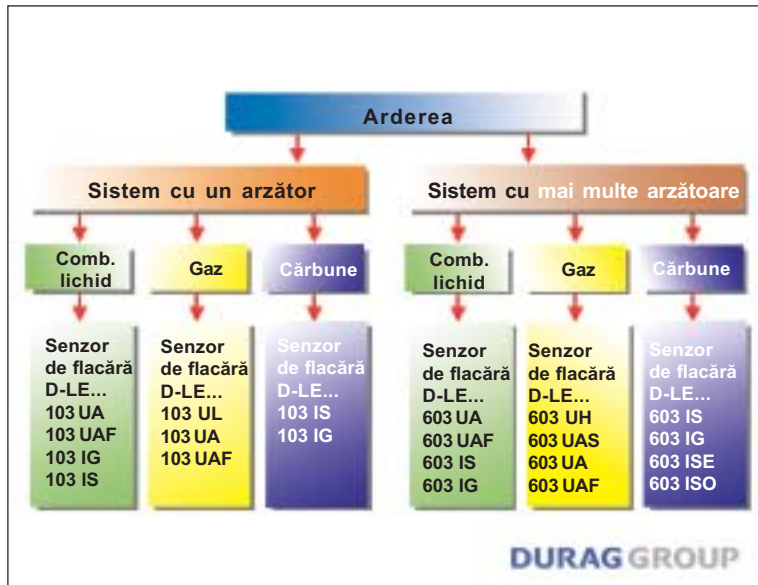 Arderea
Sistem cu un arzător
Sistem cu mai multe arzătoare
Comb.
lichid
Gaz
Cărbune
Comb.
lichid
Gaz
Cărbune
Senzor
de flacără
D-LE...
103 UA
103 UAF
103 IG
103 IS
Senzor
de flacără
D-LE...
103 UL
103 UA
103 UAF
Senzor
de flacără
D-LE...
103 IS
103 IG
Senzor
de flacără
D-LE...
603 UA
603 UAF
603 IS
603 IG
Senzor
de flacără
D-LE...
603 UH
603 UAS
603 UA
603 UAF
Senzor
de flacără
D-LE...
603 IS
603 IG
603 ISE
603 ISO
DURAG GROUP